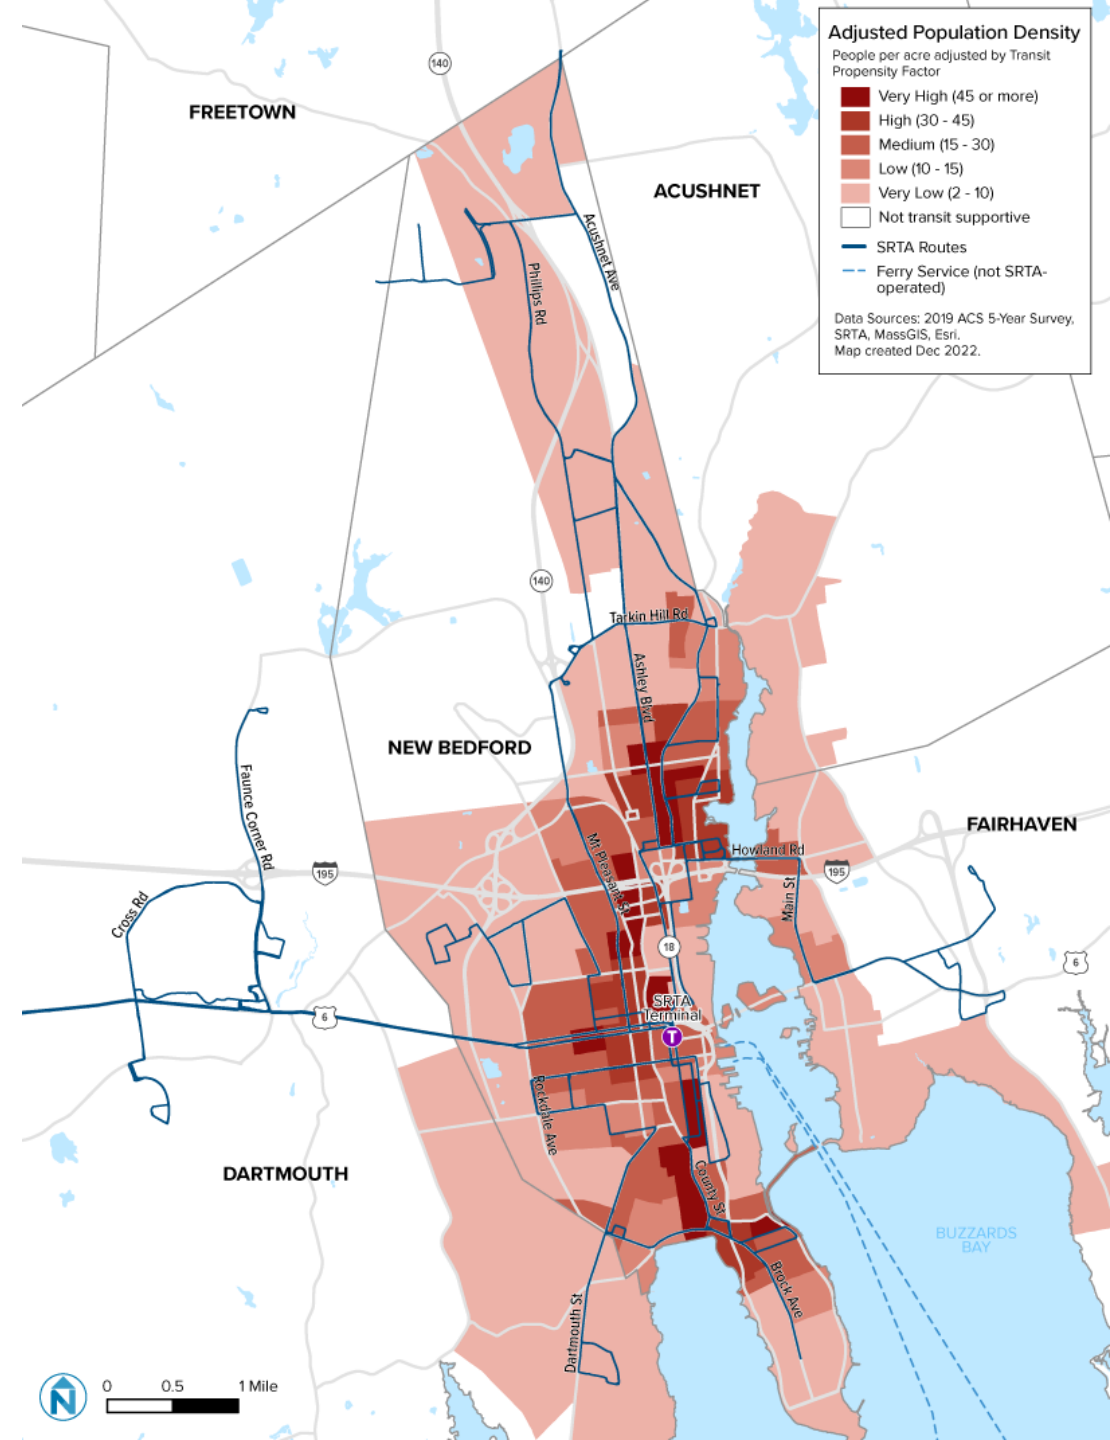 Adjusted Population Density
People per acre adjusted by Transit
Propensity Factor
Very High (45 or more)
High (30 - 45)
Medium (15 - 30)
Low (10 - 15)
Very Low (2 - 10)
Not transit supportive
SRTA Routes
Ferry Service (not SRTA-
operated)
Data Sources: 2019 ACS 5-Year Survey,
SRTA, MassGIS, Esri.
Map created Dec 2022.
140
FREETOWN
ACUSHNET
Acushnet Ave
Phillips Rd
140
Tarkin Hill Rd
Ashley Blvd
NEW BEDFORD
Faunce Corner Rd
FAIRHAVEN
Mt Pleasant St
Howland Rd
195
195
Main St
Cross Rd
18
6
SRTA
Terminal
6
T
Rockdale Ave
DARTMOUTH
County St
BUZZARDS
BAY
Brock Ave
Dartmouth St
N
0 0.5 1 Mile